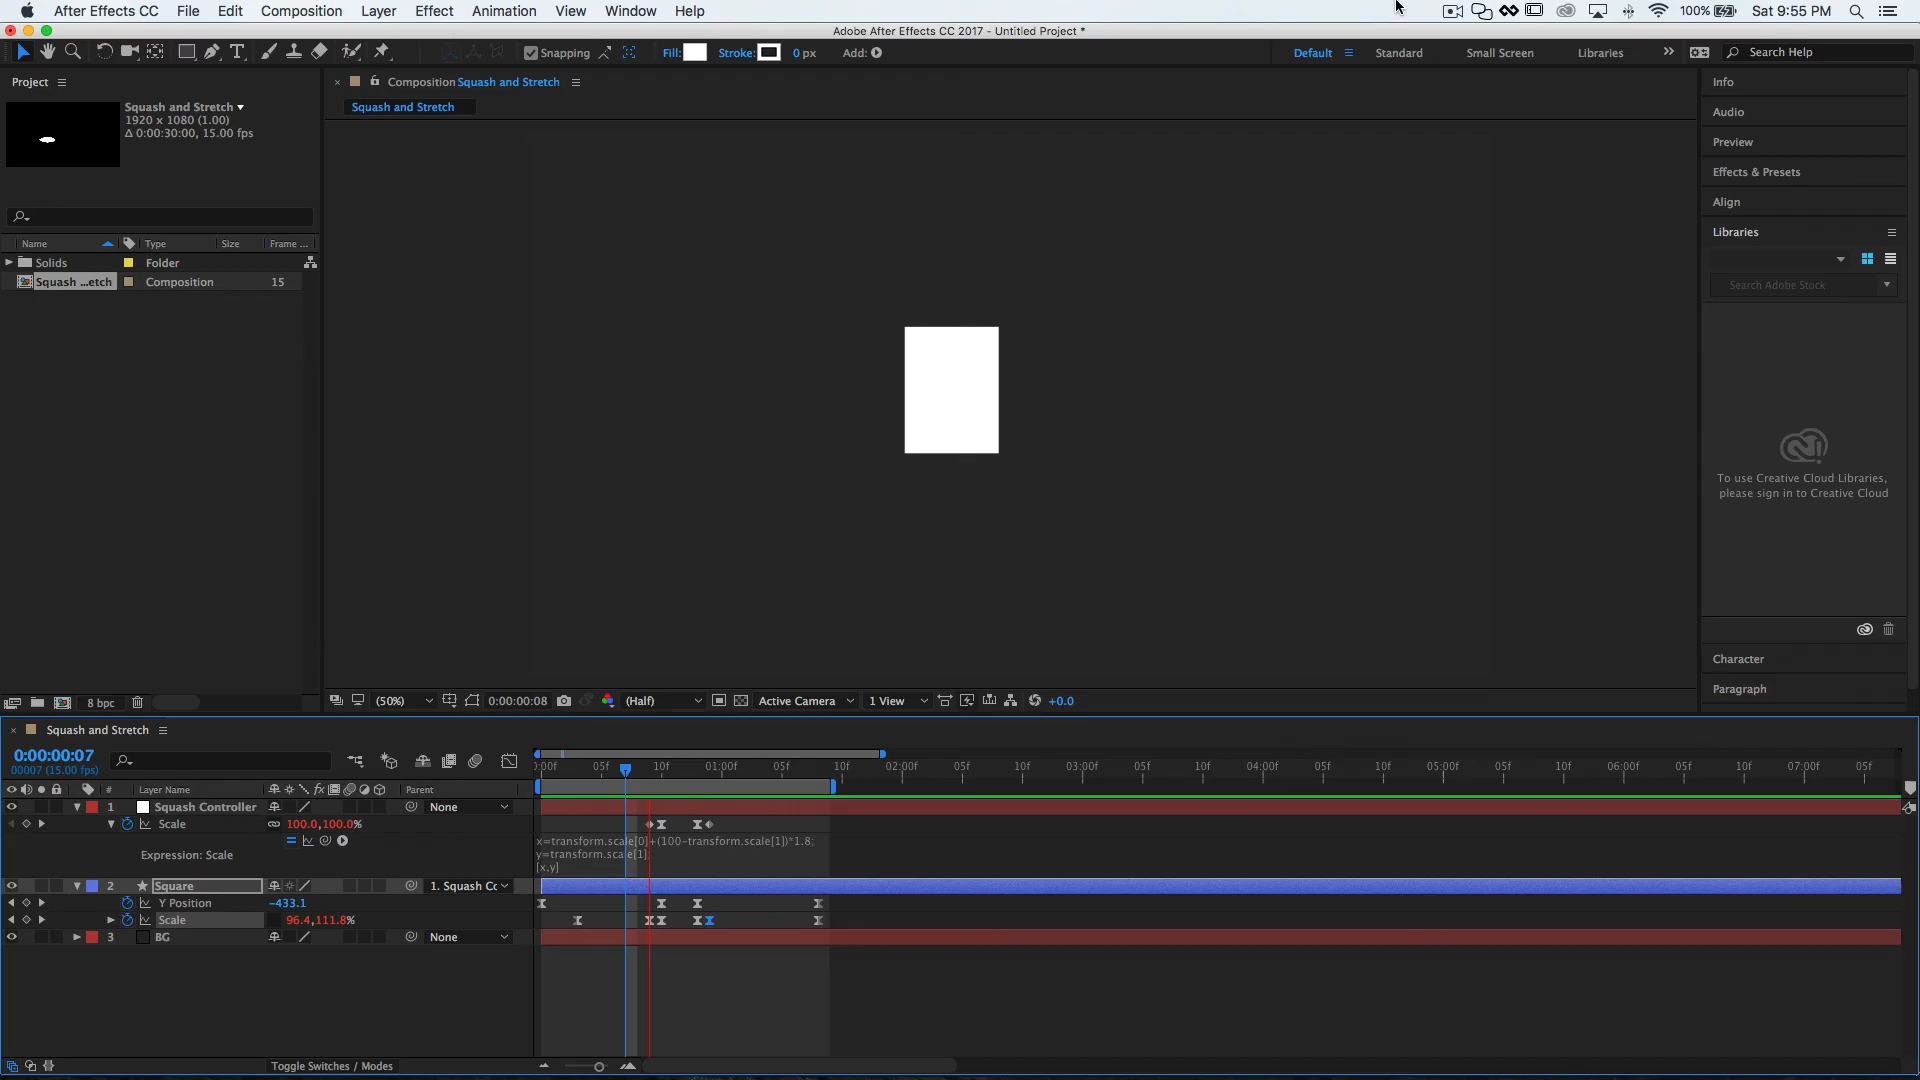 After Effects CC File Edit Composition Layer Effect Animation View Window Help 100% Sat 9:55 PM
Adobe After Effects CC 2017 - Untitled Project *
Snapping Fill: Stroke: 0 px Add: Default Standard Small Screen Libraries Search Help
Project
Squash and Stretch
1920 x 1080 (1.00)
Δ 0:00:30:00, 15.00 fps
Name Type Size Frame ...
Solids Folder
Squash ...etch Composition 15
8 bpc
Composition Squash and Stretch
Squash and Stretch
(50%) 0:00:00:08 (Half) Active Camera 1 View +0.0
Info
Audio
Preview
Effects & Presets
Align
Libraries
Search Adobe Stock
To use Creative Cloud Libraries,
please sign in to Creative Cloud
Character
Paragraph
Squash and Stretch
0:00:00:07
00007 (15.00 fps)
):00f 05f 10f 01:00f 05f 10f 02:00f 05f 10f 03:00f 05f 10f 04:00f 05f 10f 05:00f 05f 10f 06:00f 05f 10f 07:00f 05f
# Layer Name fx Parent
1 Squash Controller None
Scale 100.0,100.0%
x=transform.scale[0]+(100-transform.scale[1])*1.8;
y=transform.scale[1];
[x,y]
Expression: Scale
2 Square 1. Squash Cc
Y Position -433.1
Scale 96.4,111.8%
3 BG None
Toggle Switches / Modes